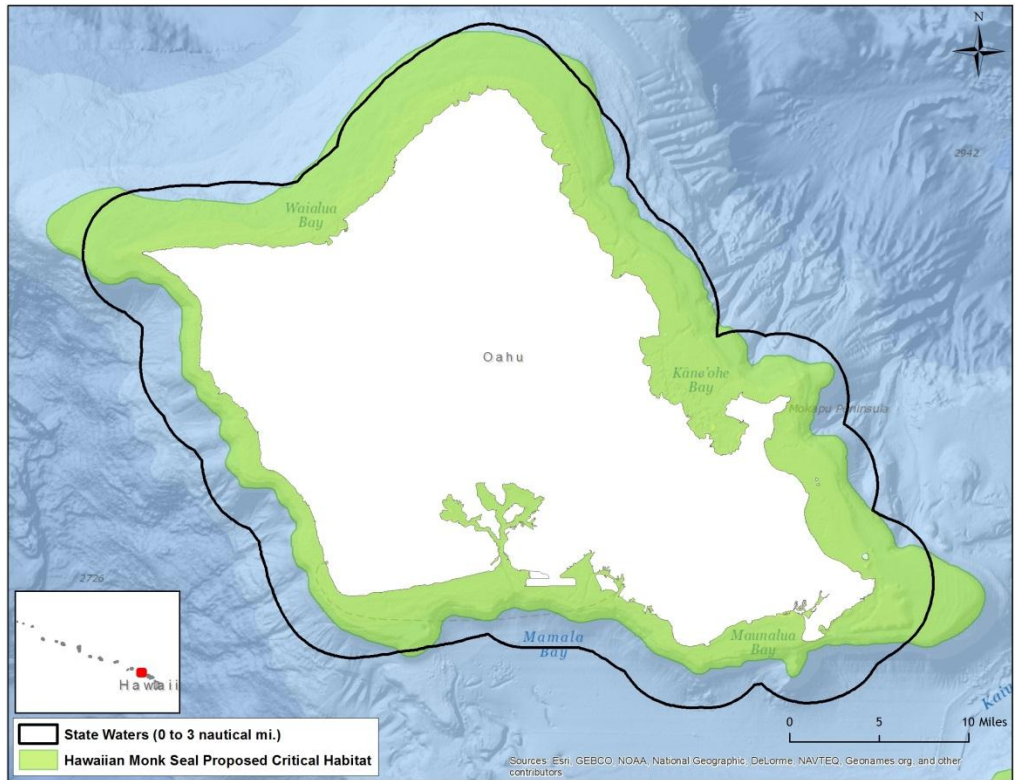 N
2942
Waialua
Bay
Oahu
Kāne'ohe
Bay
Mokapu Peninsula
2726
Mamala
Bay
Maunalua
Bay
Hawaii
0 5 10 Miles
State Waters (0 to 3 nautical mi.)
Hawaiian Monk Seal Proposed Critical Habitat
Sources: Esri, GEBCO, NOAA, National Geographic, DeLorme, NAVTEQ, Geonames.org, and other
contributors